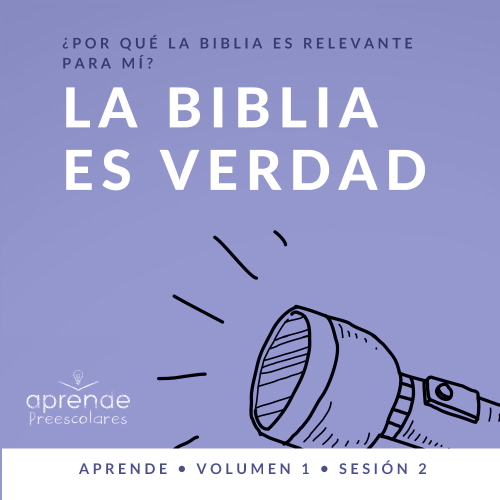 ¿POR QUÉ LA BIBLIA ES RELEVANTE
PARA MÍ?
LA BIBLIA
ES VERDAD
aprende
Preescolares
APRENDE • VOLUMEN 1 • SESIÓN 2